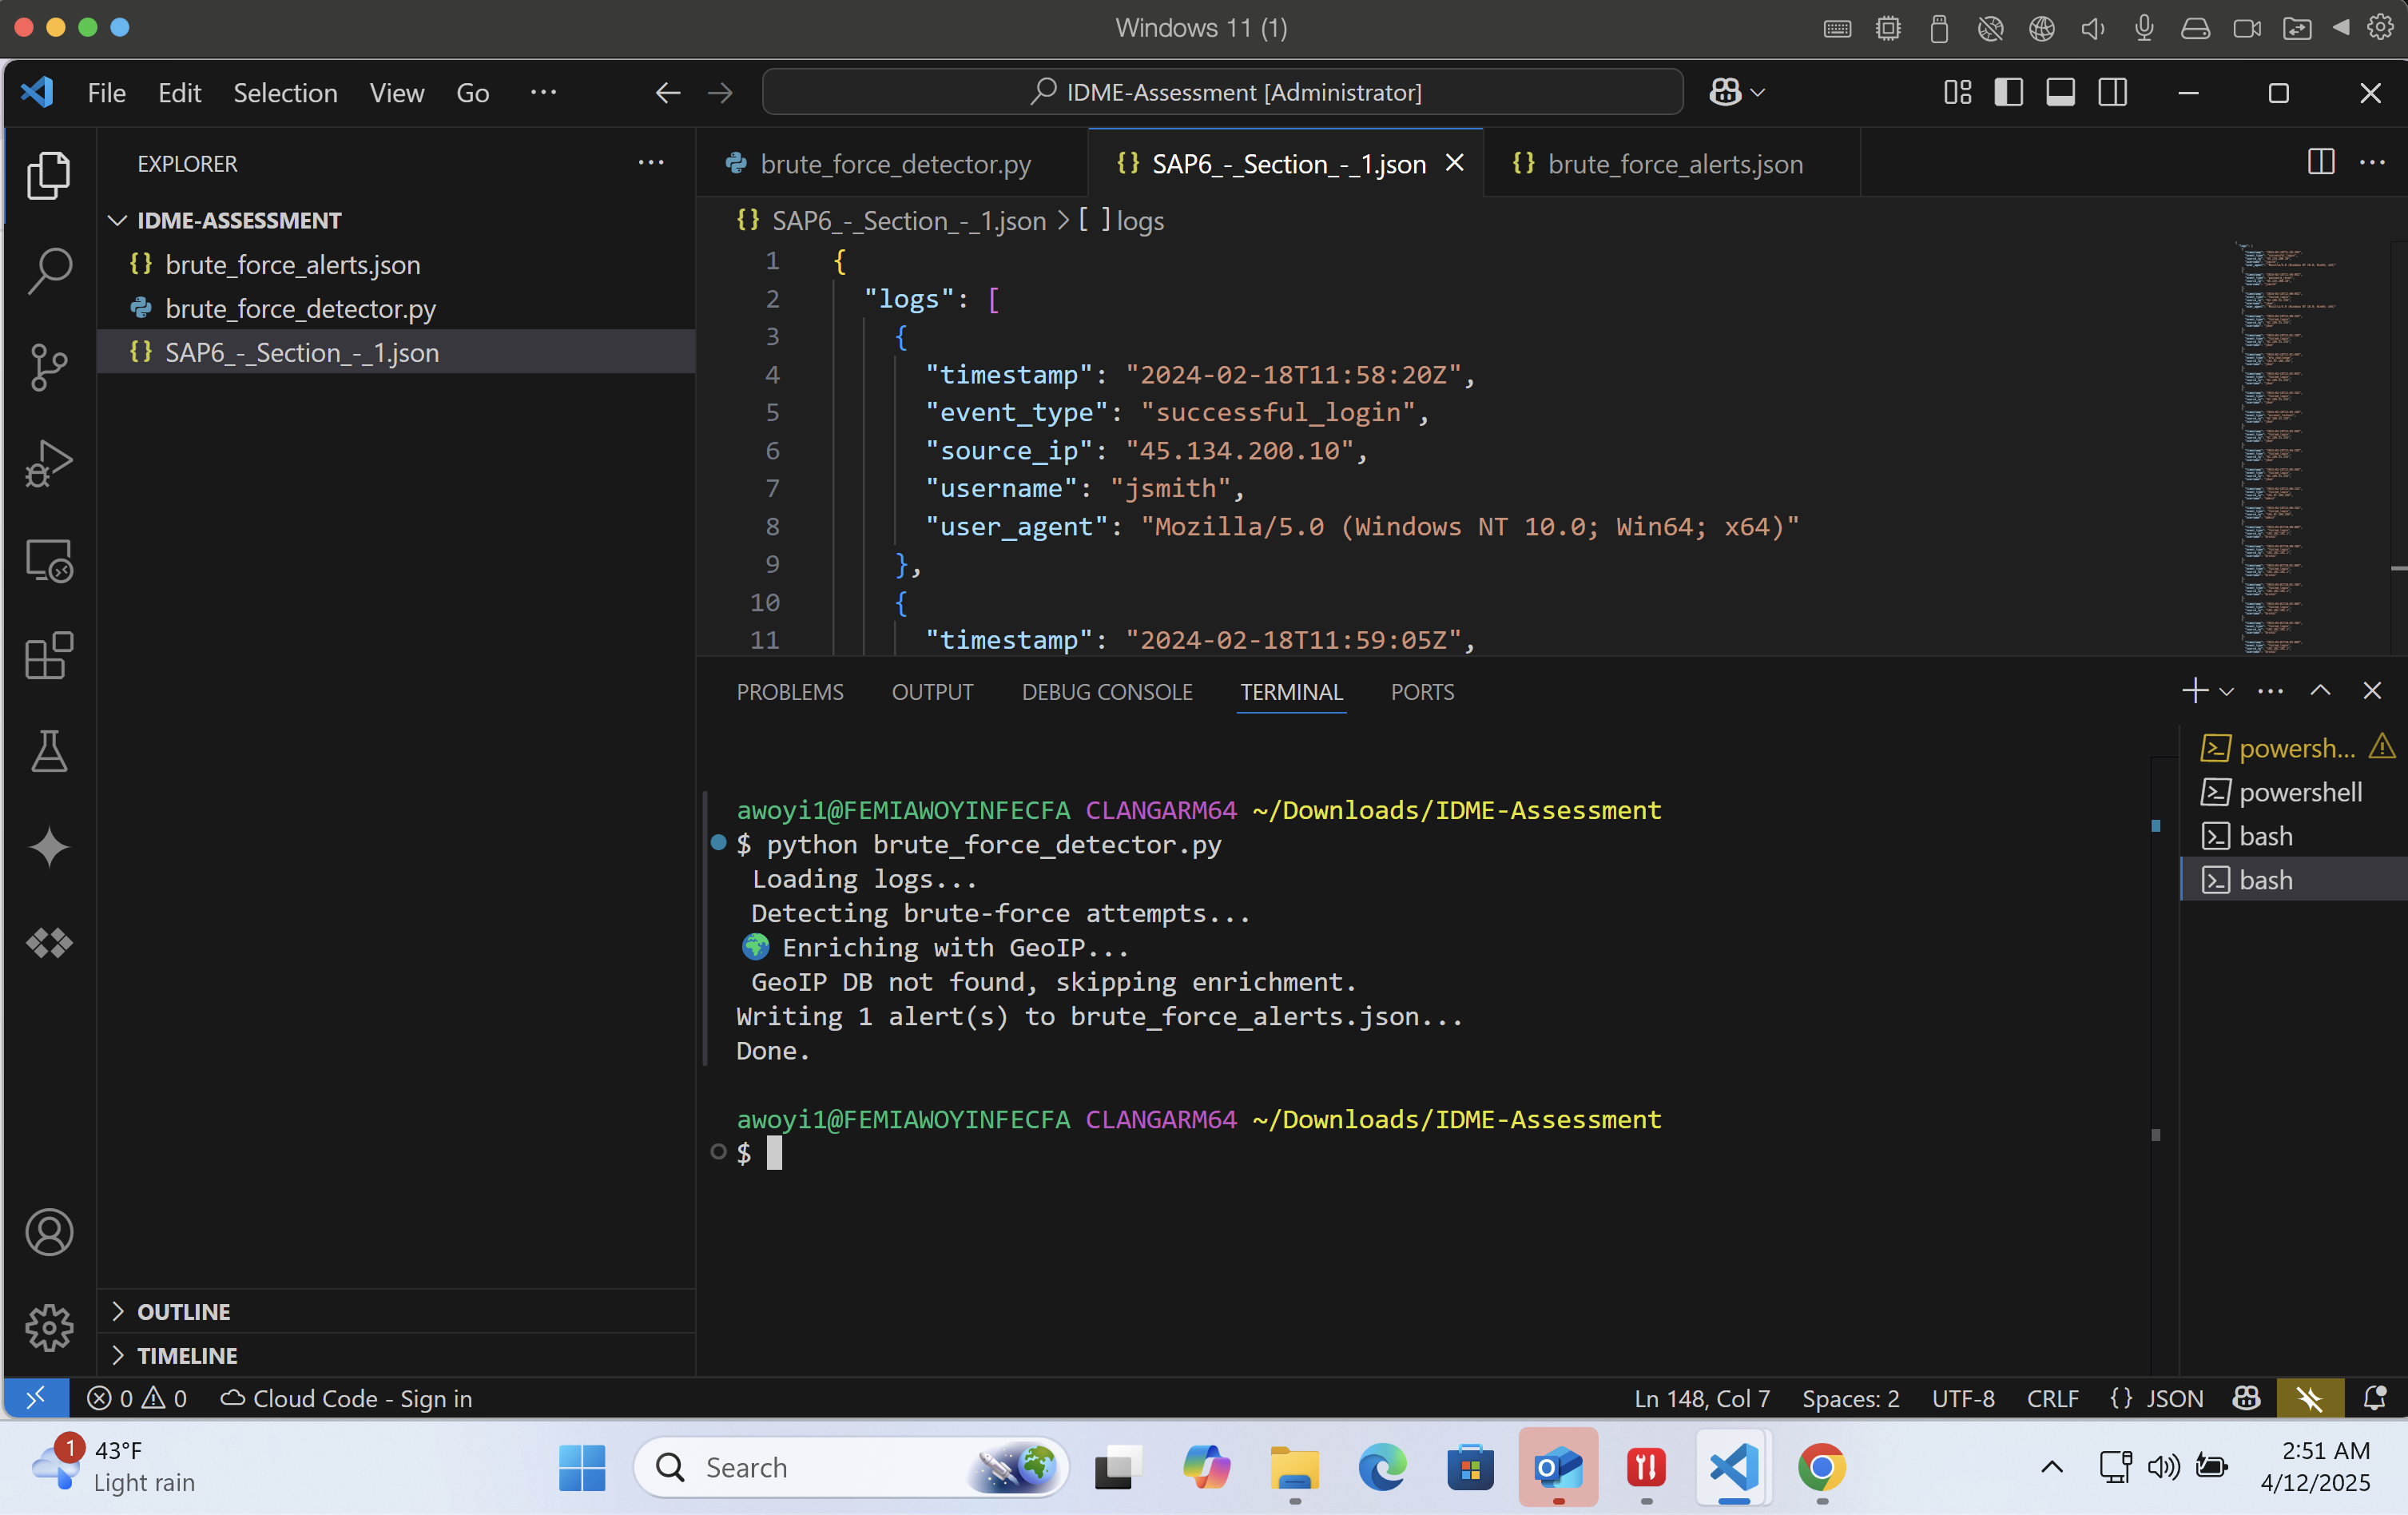 Windows 11 (1)
File Edit Selection View Go ... IDME-Assessment [Administrator]
EXPLORER
IDME-ASSESSMENT
{} brute_force_alerts.json
brute_force_detector.py
{} SAP6_-_Section_-_1.json
OUTLINE
TIMELINE
brute_force_detector.py {} SAP6_-_Section_-_1.json {} brute_force_alerts.json
{} SAP6_-_Section_-_1.json > [ ] logs
1 {
2 "logs": [
3 {
4 "timestamp": "2024-02-18T11:58:20Z",
5 "event_type": "successful_login",
6 "source_ip": "45.134.200.10",
7 "username": "jsmith",
8 "user_agent": "Mozilla/5.0 (Windows NT 10.0; Win64; x64)"
9 },
10 {
11 "timestamp": "2024-02-18T11:59:05Z",
PROBLEMS OUTPUT DEBUG CONSOLE TERMINAL PORTS
awoyi1@FEMIAWOYINFECFA CLANGARM64 ~/Downloads/IDME-Assessment
$ python brute_force_detector.py
Loading logs...
Detecting brute-force attempts...
🌍 Enriching with GeoIP...
GeoIP DB not found, skipping enrichment.
Writing 1 alert(s) to brute_force_alerts.json...
Done.
awoyi1@FEMIAWOYINFECFA CLANGARM64 ~/Downloads/IDME-Assessment
$
powersh...
powershell
bash
bash
0 0 Cloud Code - Sign in Ln 148, Col 7 Spaces: 2 UTF-8 CRLF {} JSON
1 43°F
Light rain
Search
2:51 AM
4/12/2025